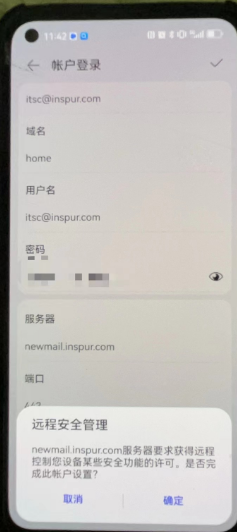 11:42
帐户登录
itsc@inspur.com
域名
home
用户名
itsc@inspur.com
密码
服务器
newmail.inspur.com
端口
443
远程安全管理
newmail.inspur.com服务器要求获得远程
控制您设备某些安全功能的许可。是否完
成此帐户设置?
取消
确定